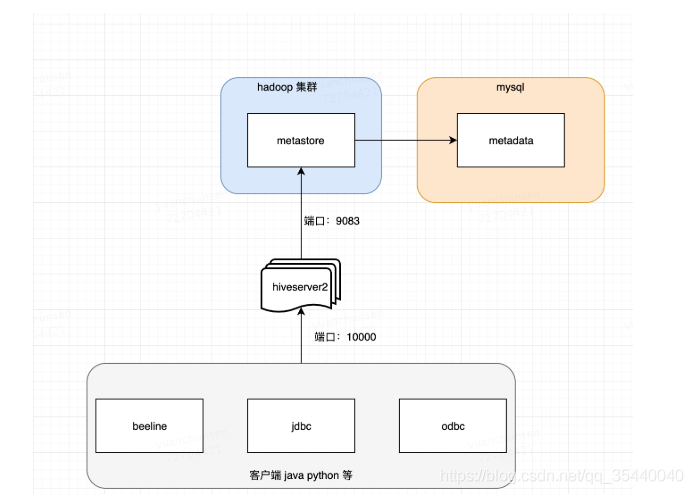 hadoop 集群
mysql
metastore
metadata
端口：9083
hiveserver2
端口：10000
beeline
jdbc
odbc
客户端 java python 等
https://blog.csdn.net/qq_35440040